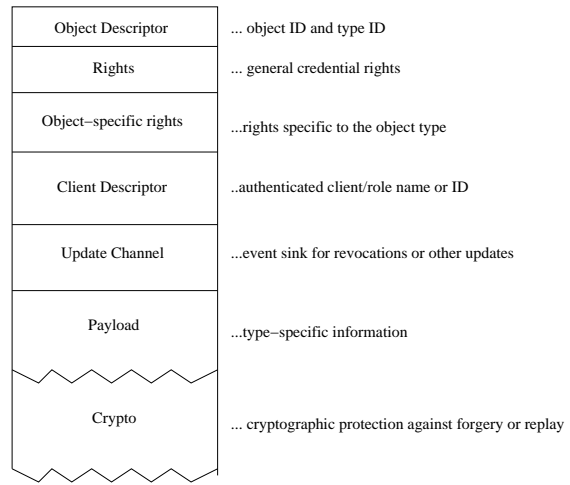 Object Descriptor ... object ID and type ID
Rights ... general credential rights
Object−specific rights ...rights specific to the object type
Client Descriptor ..authenticated client/role name or ID
Update Channel ...event sink for revocations or other updates
Payload ...type−specific information
Crypto ... cryptographic protection against forgery or replay